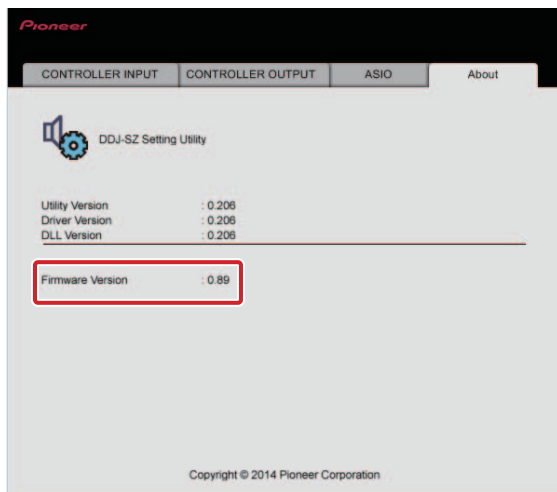 Pioneer
CONTROLLER INPUT CONTROLLER OUTPUT ASIO About
DDJ-SZ Setting Utility
Utility Version : 0.206
Driver Version : 0.206
DLL Version : 0.206
Firmware Version : 0.89
Copyright © 2014 Pioneer Corporation